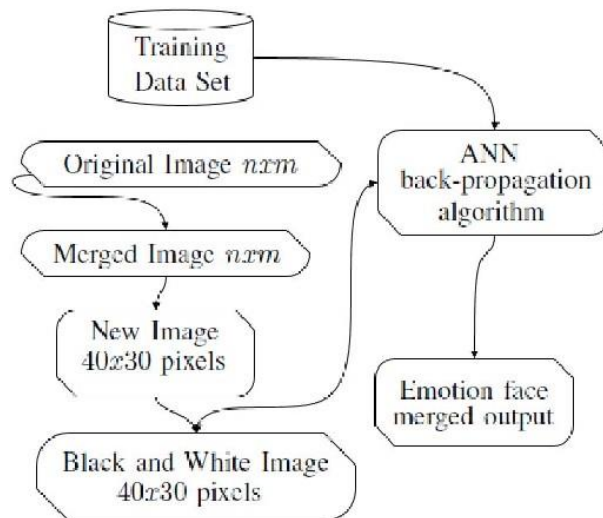 Training
Data Set
Original Image nxm
Merged Image nxm
New Image
40x30 pixels
Black and White Image
40x30 pixels
ANN
back-propagation
algorithm
Emotion face
merged output